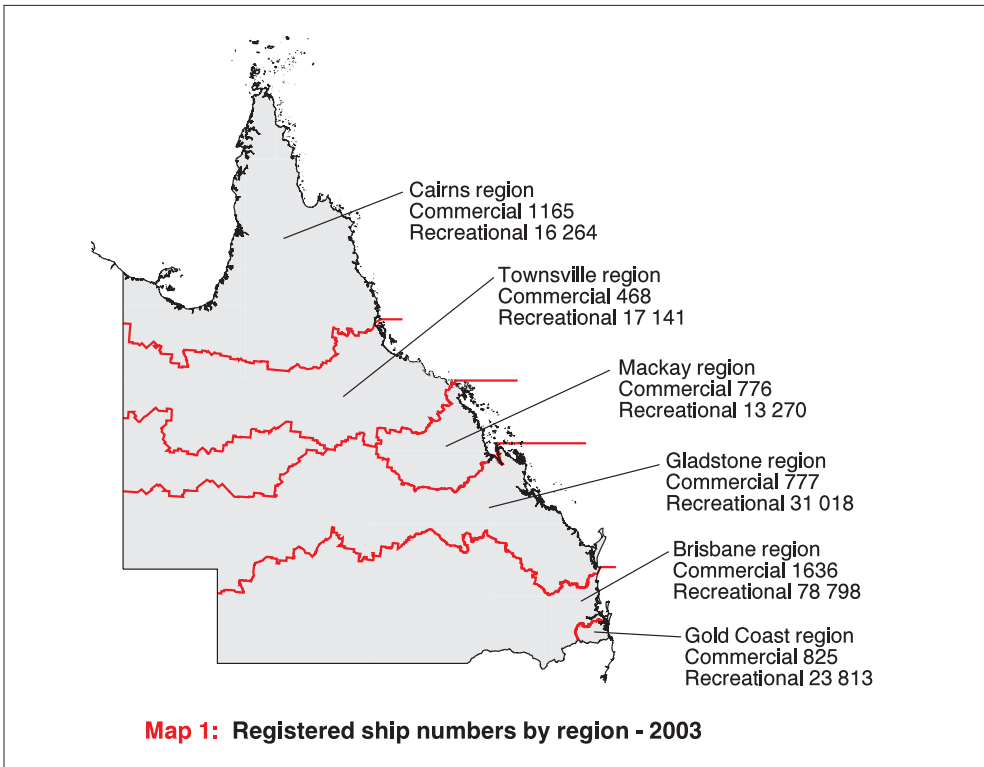 Cairns region
Commercial 1165
Recreational 16 264
Townsville region
Commercial 468
Recreational 17 141
Mackay region
Commercial 776
Recreational 13 270
Gladstone region
Commercial 777
Recreational 31 018
Brisbane region
Commercial 1636
Recreational 78 798
Gold Coast region
Commercial 825
Recreational 23 813
Map 1: Registered ship numbers by region - 2003